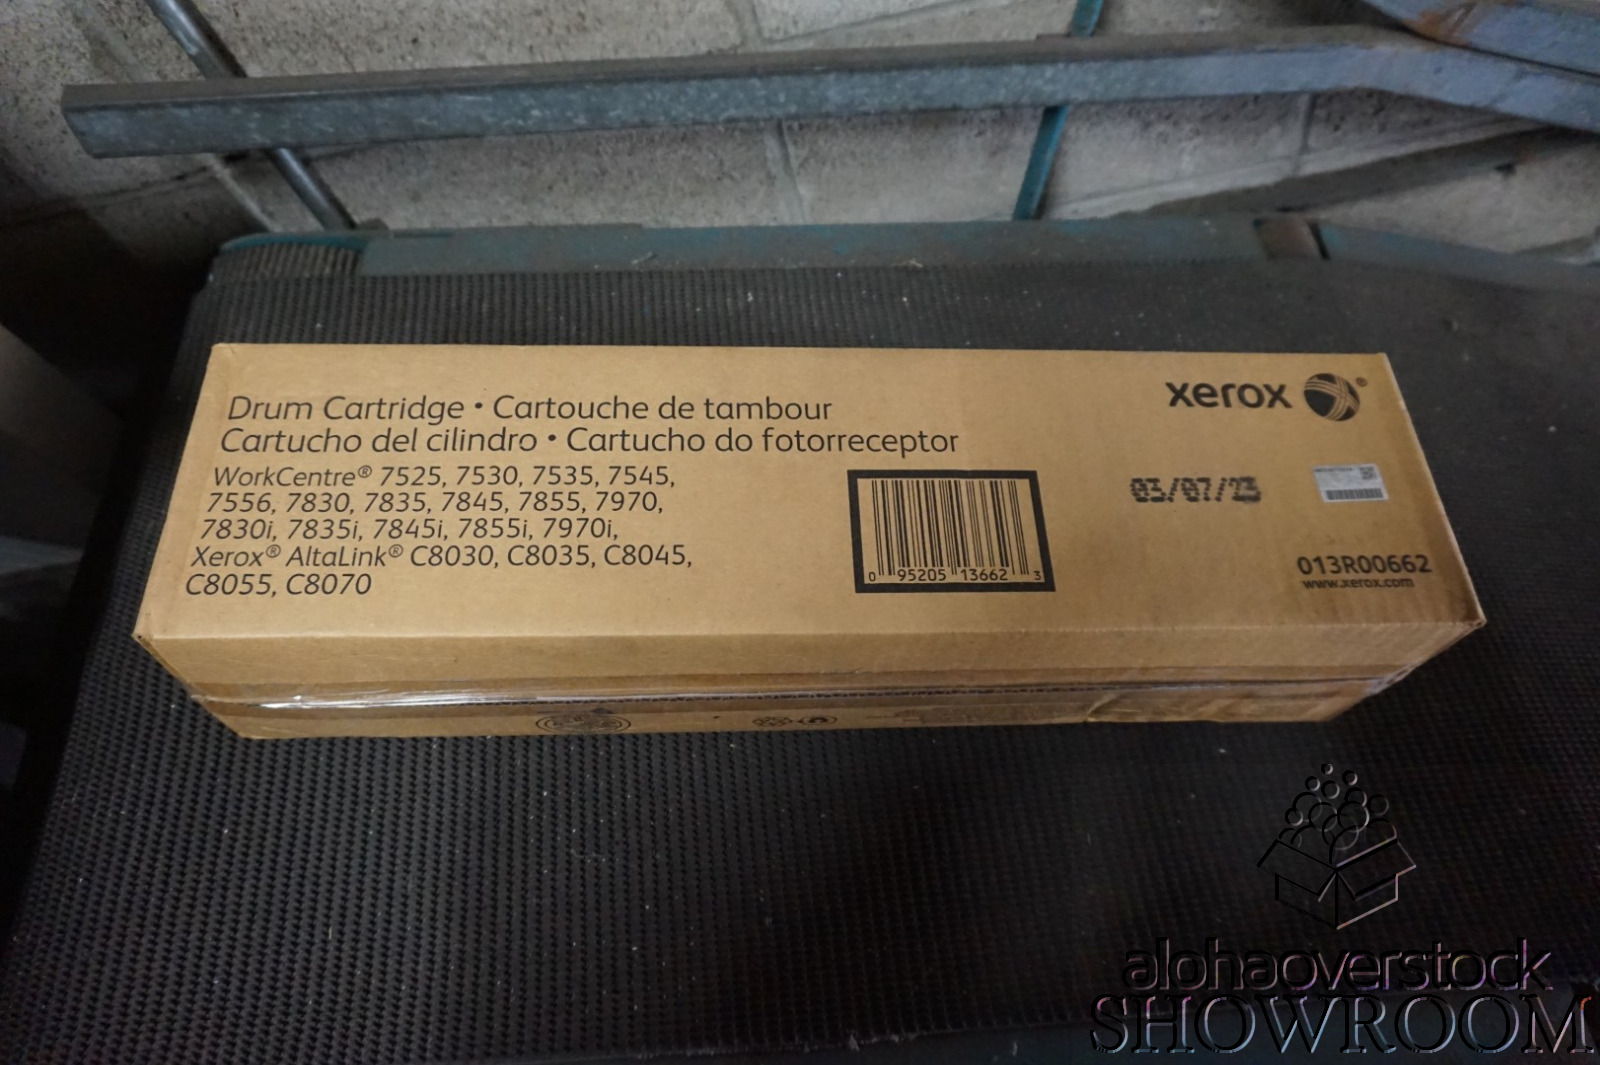 Drum Cartridge • Cartouche de tambour
Cartucho del cilindro • Cartucho do fotorreceptor
WorkCentre® 7525, 7530, 7535, 7545,
7556, 7830, 7835, 7845, 7855, 7970,
7830i, 7835i, 7845i, 7855i, 7970i,
Xerox® AltaLink® C8030, C8035, C8045,
C8055, C8070
0 95205 13662 3
xerox ®
03/07/23
013R00662
www.xerox.com
alohaoverstock
SHOWROOM